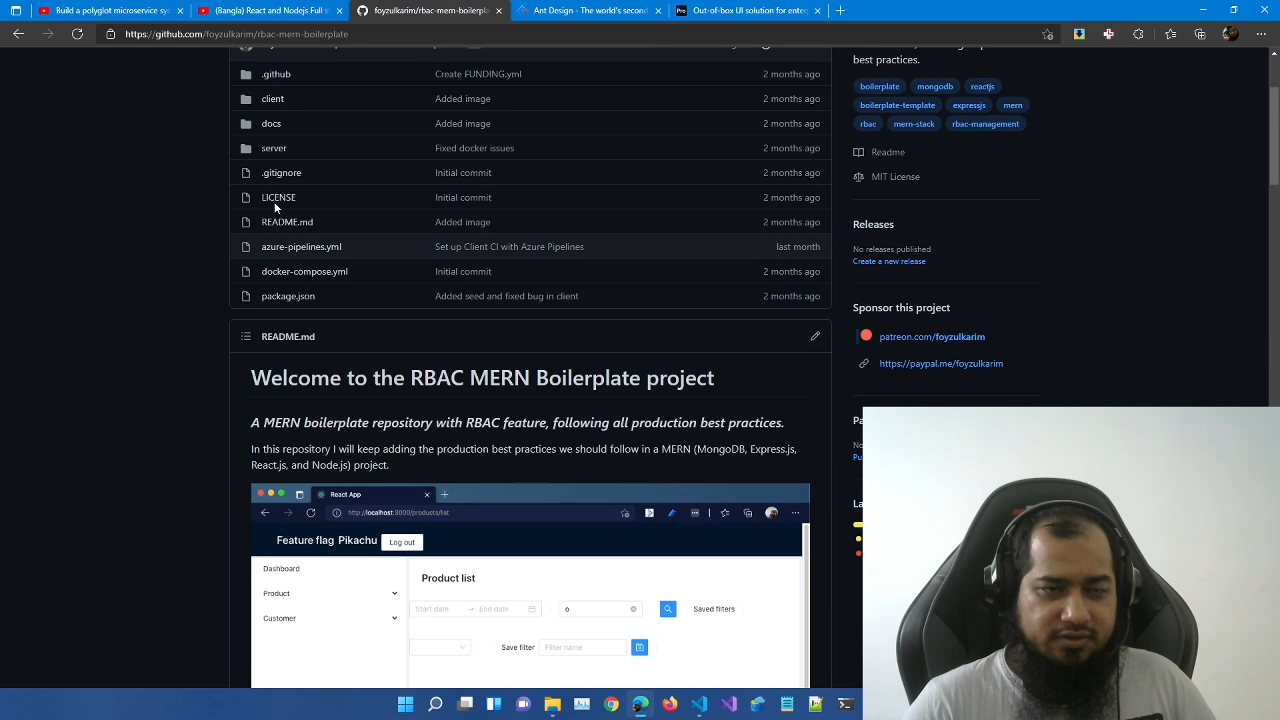 Build a polyglot microservice sys
(Bangla) React and Nodejs Full st
foyzulkarim/rbac-mern-boilerplate
Ant Design - The world's second
Pro Out-of-box UI solution for enter
https://github.com/foyzulkarim/rbac-mern-boilerplate
best practices.
.github Create FUNDING.yml 2 months ago
client Added image 2 months ago
docs Added image 2 months ago
server Fixed docker issues 2 months ago
.gitignore Initial commit 2 months ago
LICENSE Initial commit 2 months ago
README.md Added image 2 months ago
azure-pipelines.yml Set up Client CI with Azure Pipelines last month
docker-compose.yml Initial commit 2 months ago
package.json Added seed and fixed bug in client 2 months ago
README.md
Welcome to the RBAC MERN Boilerplate project
A MERN boilerplate repository with RBAC feature, following all production best practices.
In this repository I will keep adding the production best practices we should follow in a MERN (MongoDB, Express.js,
React.js, and Node.js) project.
React App
http://localhost:3000/products/list
Feature flag Pikachu Log out
Dashboard
Product
Customer
Product list
Start date End date o Saved filters
Save filter Filter name
boilerplate mongodb reactjs
boilerplate-template expressjs mern
rbac mern-stack rbac-management
Readme
MIT License
Releases
No releases published
Create a new release
Sponsor this project
patreon.com/foyzulkarim
https://paypal.me/foyzulkarim